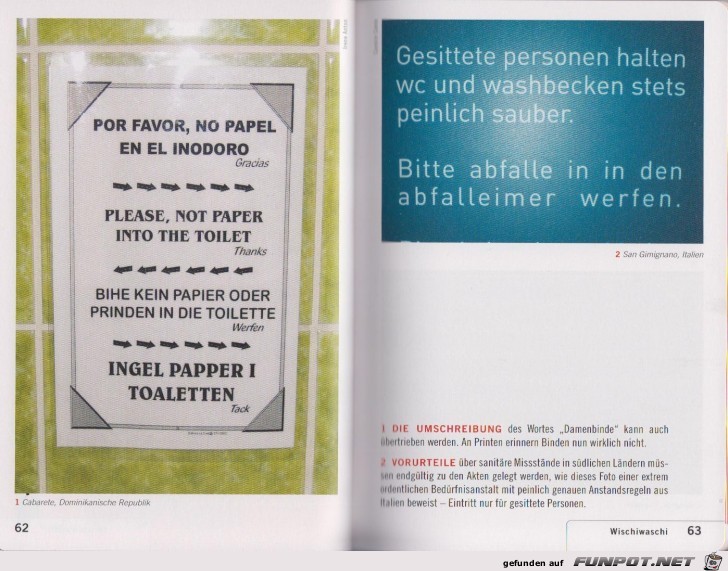 POR FAVOR, NO PAPEL
EN EL INODORO
Gracias
PLEASE, NOT PAPER
INTO THE TOILET
Thanks
BIHE KEIN PAPIER ODER
PRINDEN IN DIE TOILETTE
Werfen
INGEL PAPPER I
TOALETTEN
Tack
1 Cabarete, Dominikanische Republik
62
Gesittete personen halten
wc und washbecken stets
peinlich sauber.
Bitte abfalle in in den
abfalleimer werfen.
2 San Gimignano, Italien
1 DIE UMSCHREIBUNG des Wortes „Damenbinde" kann auch
übertrieben werden. An Printen erinnern Binden nun wirklich nicht.
2 VORURTEILE über sanitäre Missstände in südlichen Ländern müs-
sen endgültig zu den Akten gelegt werden, wie dieses Foto einer extrem
ordentlichen Bedürfnisanstalt mit peinlich genauen Anstandsregeln aus
Italien beweist – Eintritt nur für gesittete Personen.
Wischiwaschi 63
gefunden auf FUNPOT.NET